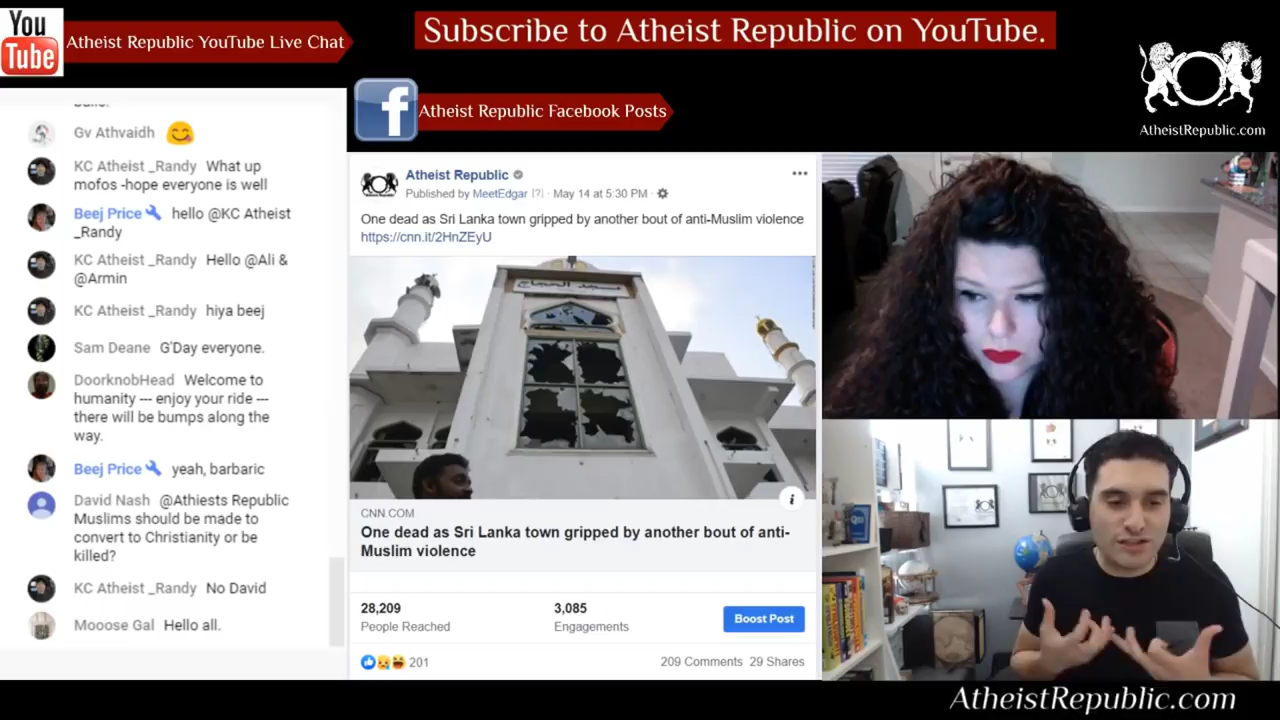 You
Tube
Atheist Republic YouTube Live Chat
Subscribe to Atheist Republic on YouTube.
AtheistRepublic.com
f
Atheist Republic Facebook Posts
Gv Athvaidh
KC Atheist _Randy What up
mofos -hope everyone is well
Beej Price hello @KC Atheist
_Randy
KC Atheist _Randy Hello @Ali &
@Armin
KC Atheist _Randy hiya beej
Sam Deane G'Day everyone.
DoorknobHead Welcome to
humanity --- enjoy your ride ---
there will be bumps along the
way.
Beej Price yeah, barbaric
David Nash @Athiests Republic
Muslims should be made to
convert to Christianity or be
killed?
KC Atheist _Randy No David
Mooose Gal Hello all.
Atheist Republic
Published by MeetEdgar [?] · May 14 at 5:30 PM ·
One dead as Sri Lanka town gripped by another bout of anti-Muslim violence
https://cnn.it/2HnZEyU
CNN.COM
One dead as Sri Lanka town gripped by another bout of anti-
Muslim violence
28,209
People Reached
3,085
Engagements
Boost Post
201
209 Comments 29 Shares
AtheistRepublic.com